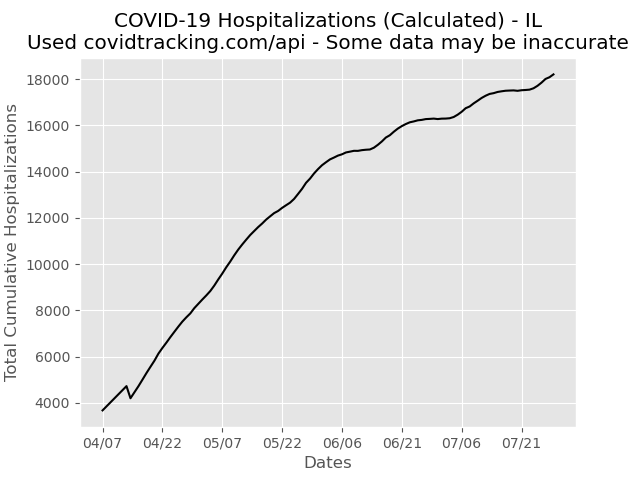 COVID-19 Hospitalizations (Calculated) - IL
Used covidtracking.com/api - Some data may be inaccurate
Total Cumulative Hospitalizations
18000
16000
14000
12000
10000
8000
6000
4000
04/07 04/22 05/07 05/22 06/06 06/21 07/06 07/21
Dates